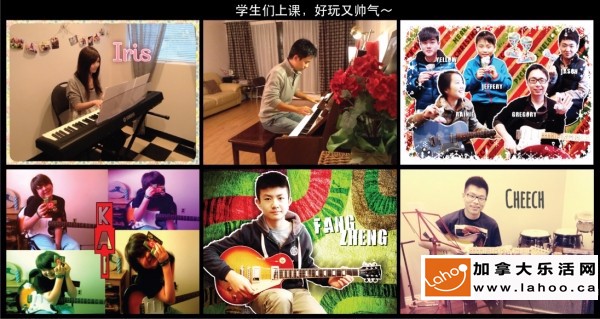 学生们上课，好玩又帅气～
Iris
YELLOW
JEFFERY
JASON
RAINIE
GREGORY
KAI
FANG
ZHENG
CHEECH
Lahoo
加拿大乐活网
www.lahoo.ca